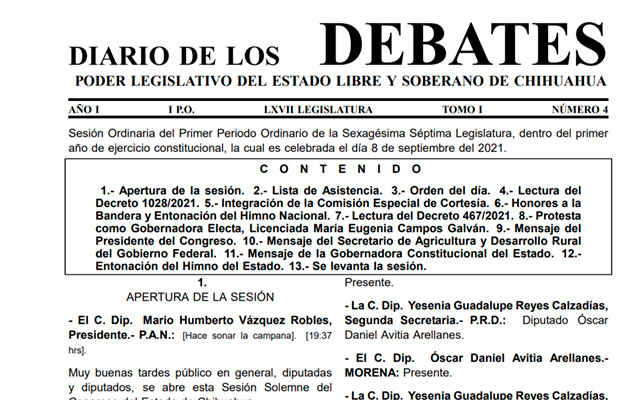 DIARIO DE LOS DEBATES
PODER LEGISLATIVO DEL ESTADO LIBRE Y SOBERANO DE CHIHUAHUA
AÑO I I P.O. LXVII LEGISLATURA TOMO I NÚMERO 4
Sesión Ordinaria del Primer Periodo Ordinario de la Sexagésima Séptima Legislatura, dentro del primer
año de ejercicio constitucional, la cual es celebrada el día 8 de septiembre del 2021.
C O N T E N I D O
1.- Apertura de la sesión. 2.- Lista de Asistencia. 3.- Orden del día. 4.- Lectura del
Decreto 1028/2021. 5.- Integración de la Comisión Especial de Cortesía. 6.- Honores a
la Bandera y Entonación del Himno Nacional. 7.- Lectura del Decreto 467/2021. 8.- Protesta
como Gobernadora Electa, Licenciada María Eugenia Campos Galván. 9.- Mensaje del
Presidente del Congreso. 10.- Mensaje del Secretario de Agricultura y Desarrollo Rural
del Gobierno Federal. 11.- Mensaje de la Gobernadora Constitucional del Estado. 12.-
Entonación del Himno del Estado. 13.- Se levanta la sesión.
1.
APERTURA DE LA SESIÓN
- El C. Dip. Mario Humberto Vázquez Robles,
Presidente.- P.A.N.: [Hace sonar la campana]. [19:37
hrs].
Muy buenas tardes público en general, diputadas
y diputados, se abre esta Sesión Solemne del
Congreso del Estado de Chihuahua
Presente.
- La C. Dip. Yesenia Guadalupe Reyes Calzadías,
Segunda Secretaria.- P.R.D.: Diputado Óscar
Daniel Avitia Arellanes.
- El C. Dip. Óscar Daniel Avitia Arellanes.-
MORENA: Presente.
- La C. Dip. Yesenia Guadalupe Reyes Calzadías,